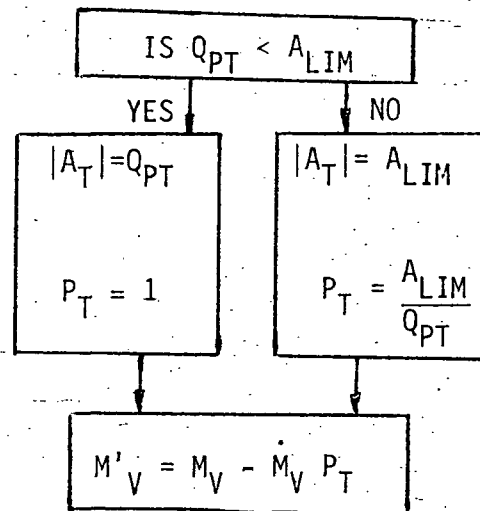 IS Q_PT < A_LIM
YES
NO
|A_T|=Q_PT
P_T = 1
|A_T|= A_LIM
P_T = A_LIM/Q_PT
M'_V = M_V - Ṁ_V P_T